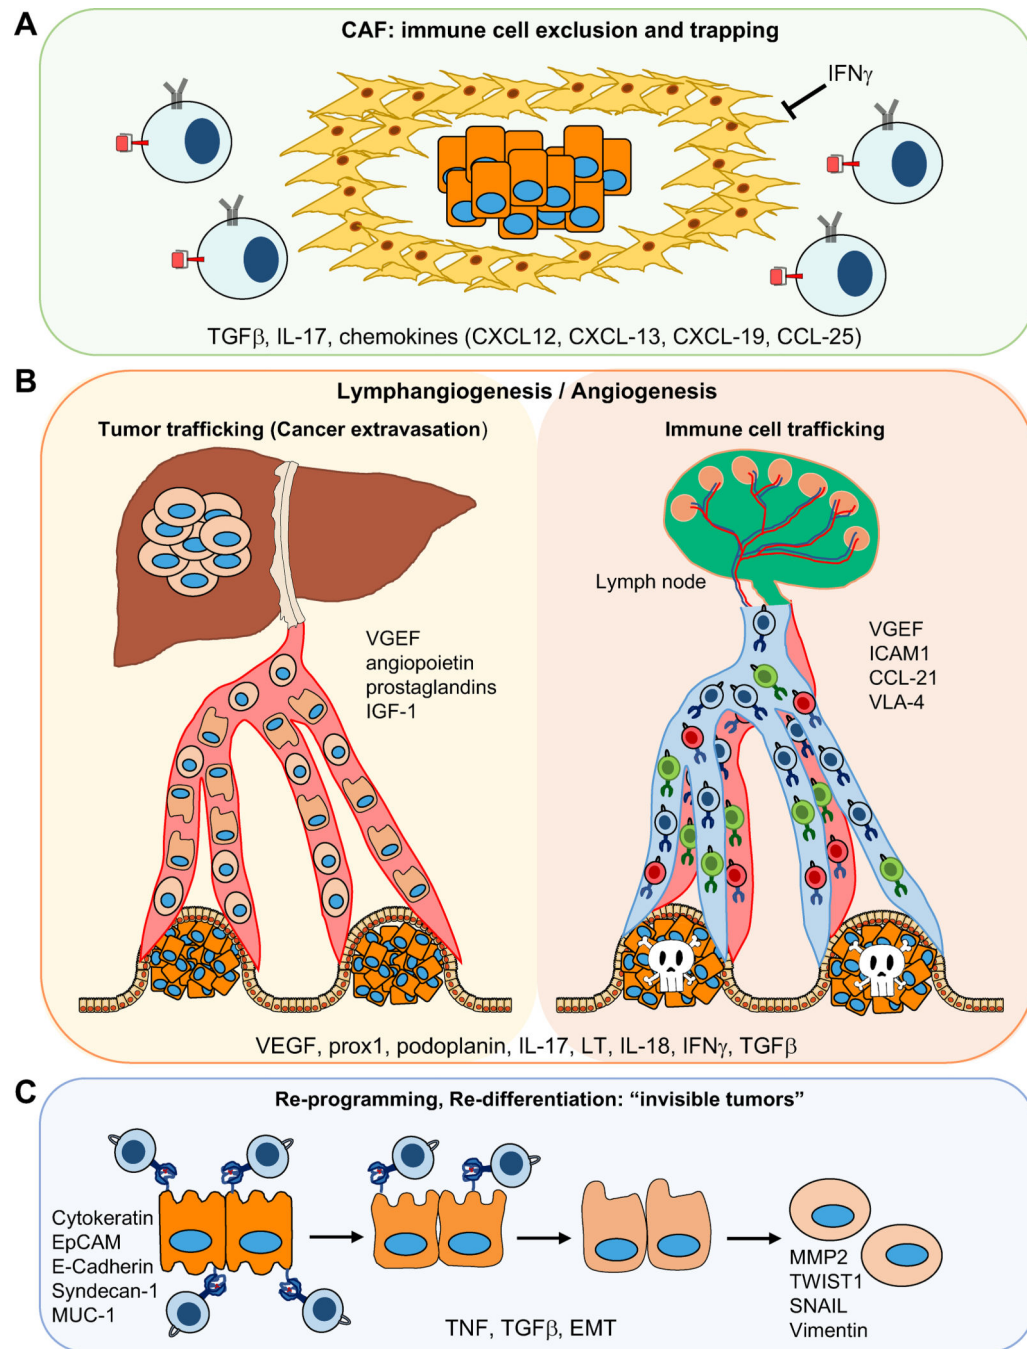 A
CAF: immune cell exclusion and trapping
IFNγ
TGFβ, IL-17, chemokines (CXCL12, CXCL-13, CXCL-19, CCL-25)
B
Lymphangiogenesis / Angiogenesis
Tumor trafficking (Cancer extravasation)
VGEF
angiopoietin
prostaglandins
IGF-1
Immune cell trafficking
Lymph node
VGEF
ICAM1
CCL-21
VLA-4
VEGF, prox1, podoplanin, IL-17, LT, IL-18, IFNγ, TGFβ
C
Re-programming, Re-differentiation: “invisible tumors”
Cytokeratin
EpCAM
E-Cadherin
Syndecan-1
MUC-1
TNF, TGFβ, EMT
MMP2
TWIST1
SNAIL
Vimentin